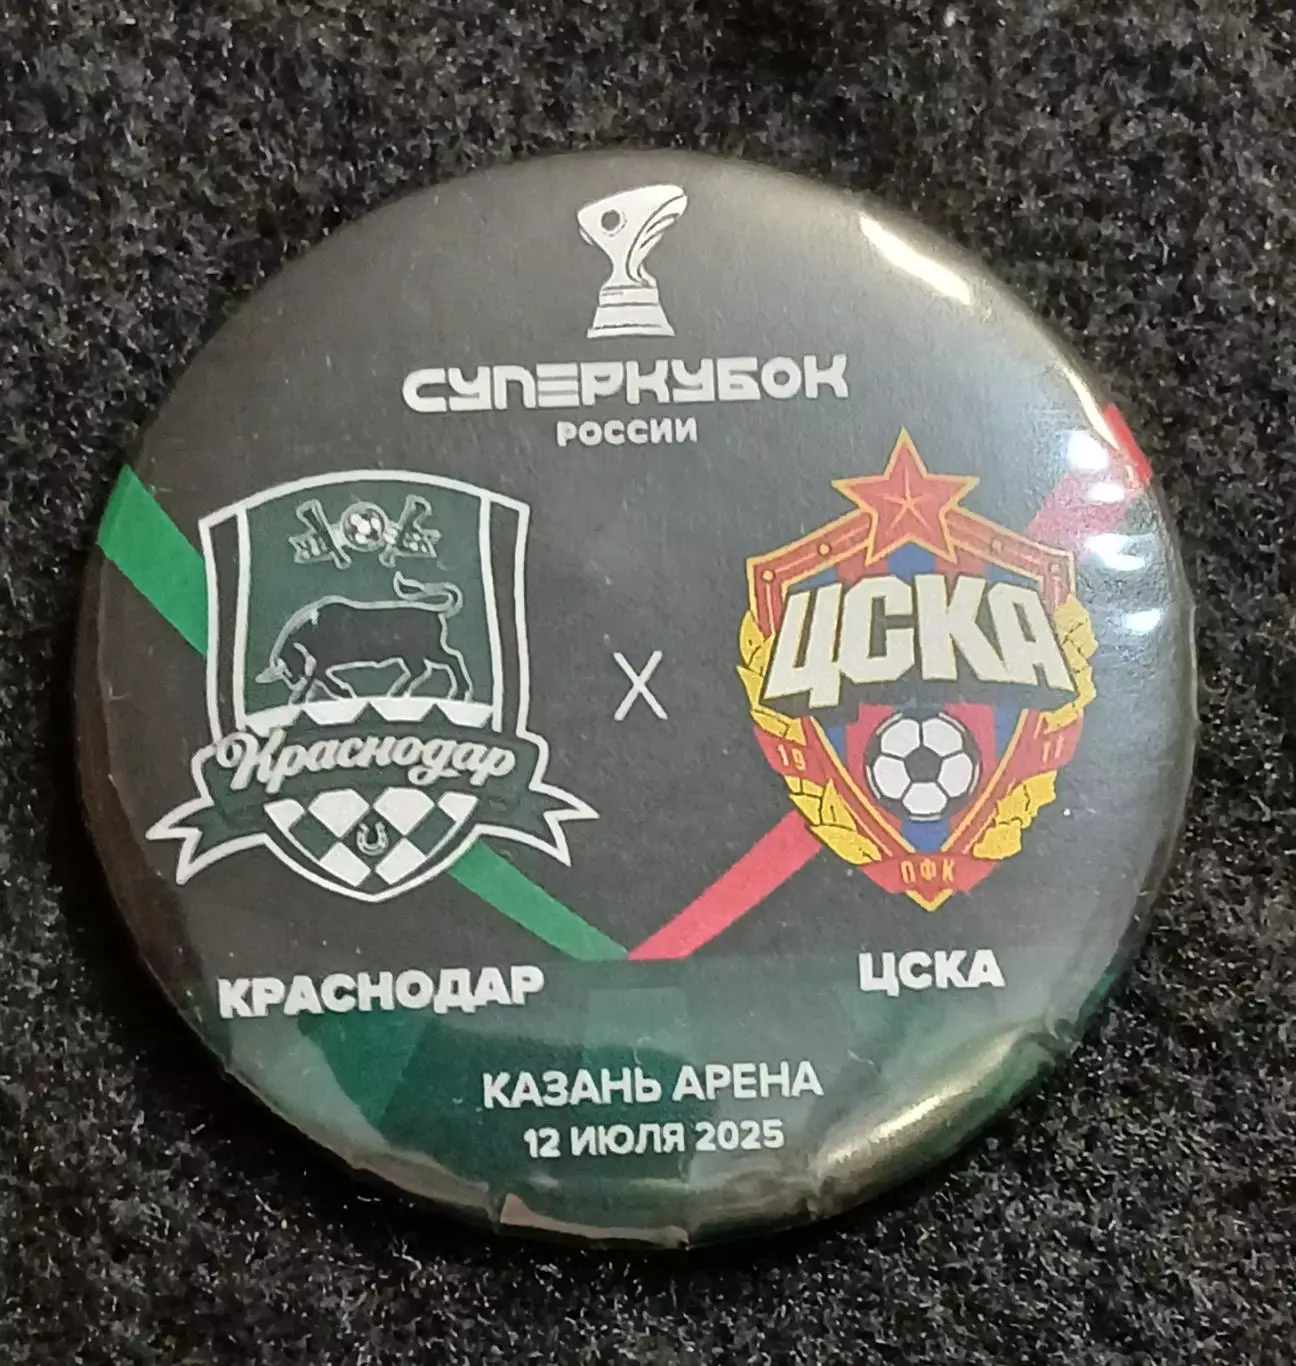 СУПЕРКУБОК
РОССИИ
ЦСКА
Краснодар
X
19 11
ПФК
КРАСНОДАР
ЦСКА
КАЗАНЬ АРЕНА
12 ИЮЛЯ 2025